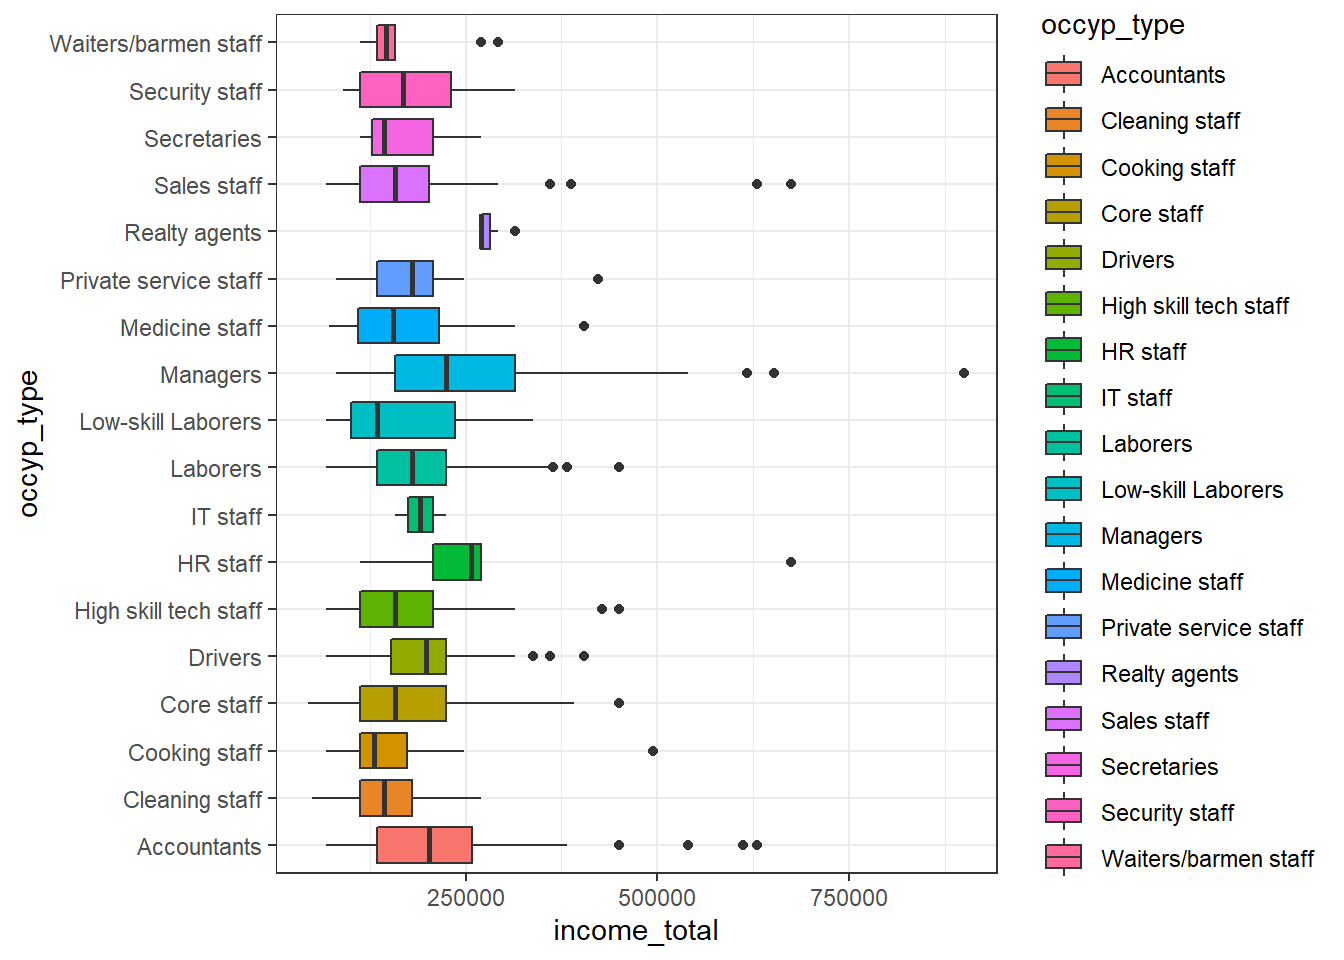 Waiters/barmen staff
Security staff
Secretaries
Sales staff
Realty agents
Private service staff
Medicine staff
Managers
Low-skill Laborers
Laborers
IT staff
HR staff
High skill tech staff
Drivers
Core staff
Cooking staff
Cleaning staff
Accountants
occyp_type
250000 500000 750000
income_total
occyp_type
Accountants
Cleaning staff
Cooking staff
Core staff
Drivers
High skill tech staff
HR staff
IT staff
Laborers
Low-skill Laborers
Managers
Medicine staff
Private service staff
Realty agents
Sales staff
Secretaries
Security staff
Waiters/barmen staff